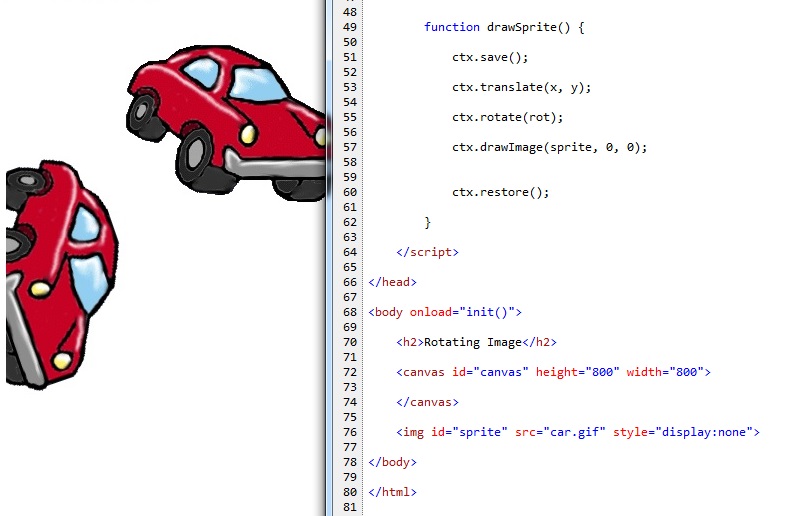 48
49 function drawSprite() {
50
51 ctx.save();
52
53 ctx.translate(x, y);
54
55 ctx.rotate(rot);
56
57 ctx.drawImage(sprite, 0, 0);
58
59
60 ctx.restore();
61
62 }
63
64 </script>
65
66 </head>
67
68 <body onload="init()">
69
70 <h2>Rotating Image</h2>
71
72 <canvas id="canvas" height="800" width="800">
73
74 </canvas>
75
76 <img id="sprite" src="car.gif" style="display:none">
77
78 </body>
79
80 </html>
81